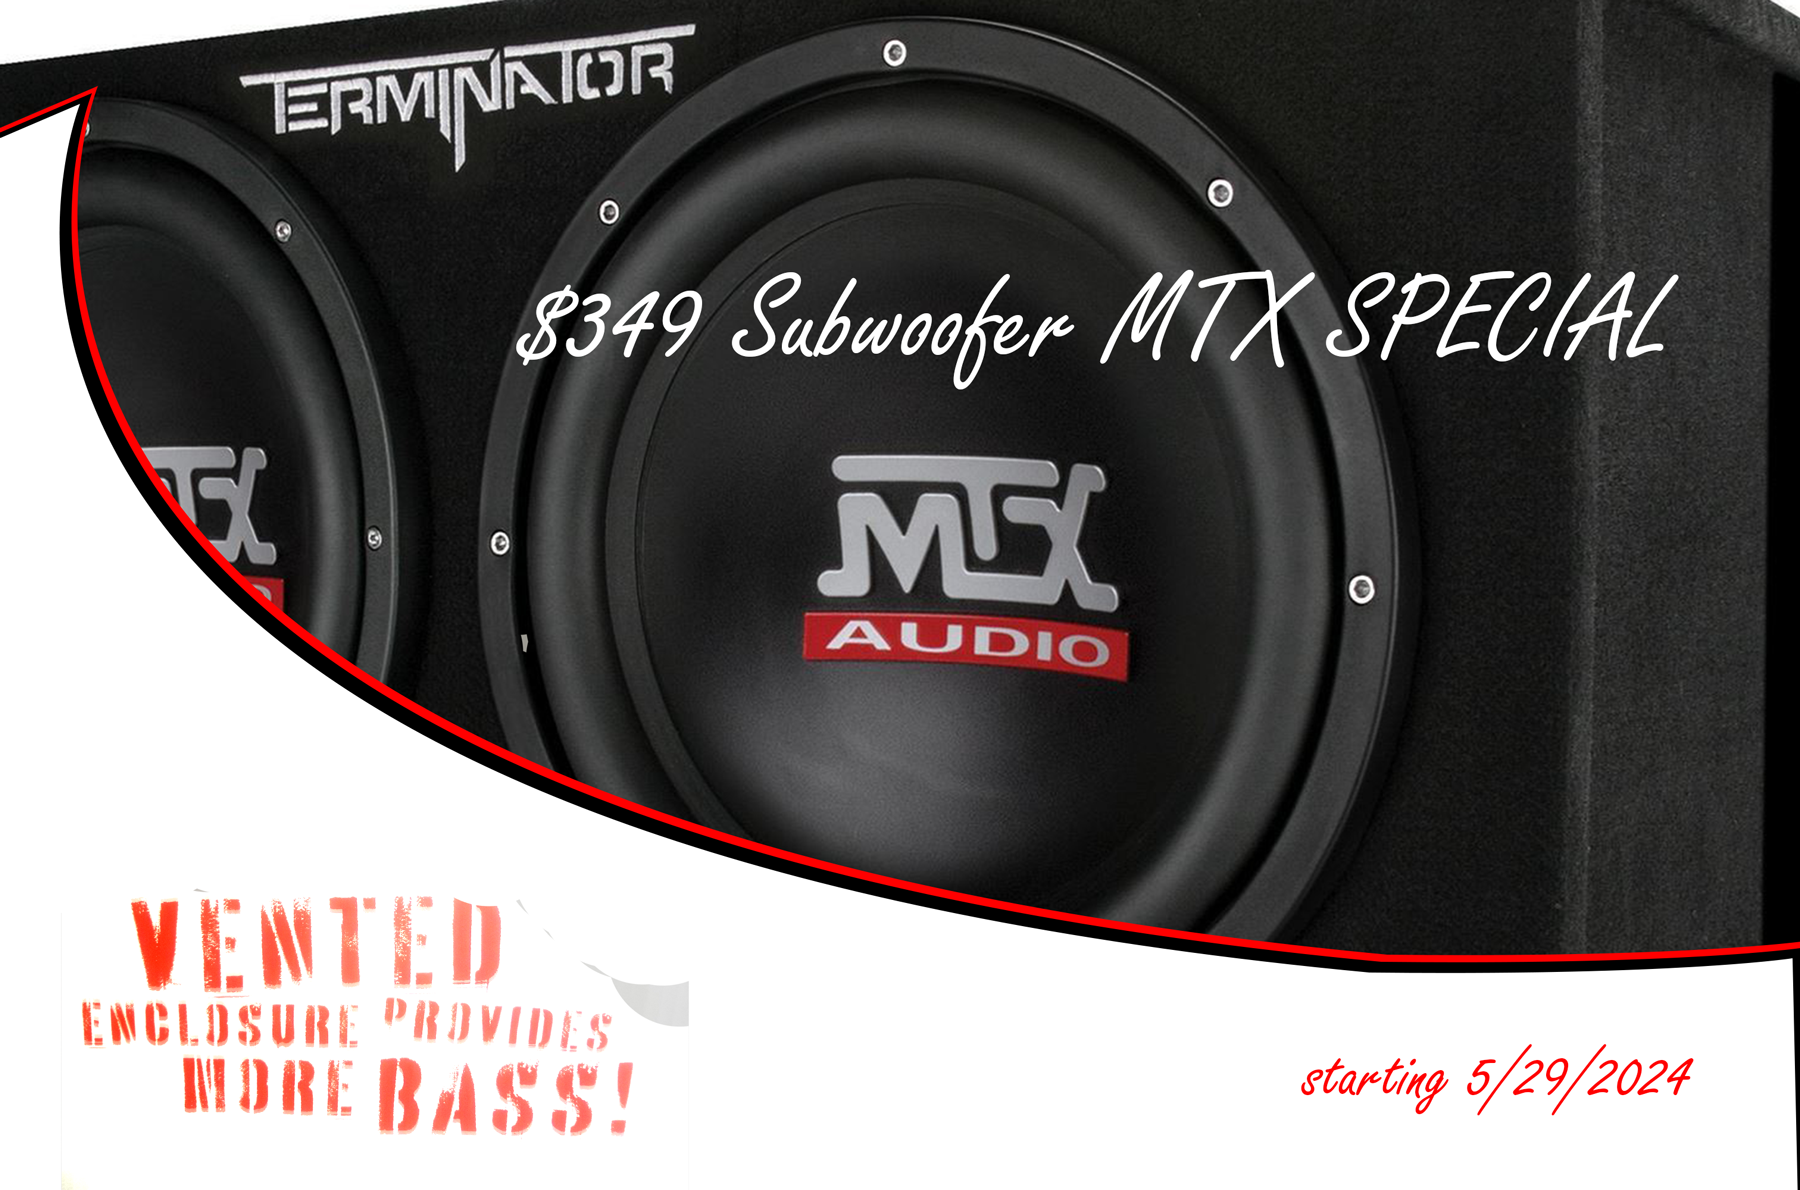 TERMINATOR
$349 Subwoofer MTX SPECIAL
MTX
AUDIO
VENTED
ENCLOSURE PROVIDES
MORE BASS!
starting 5/29/2024